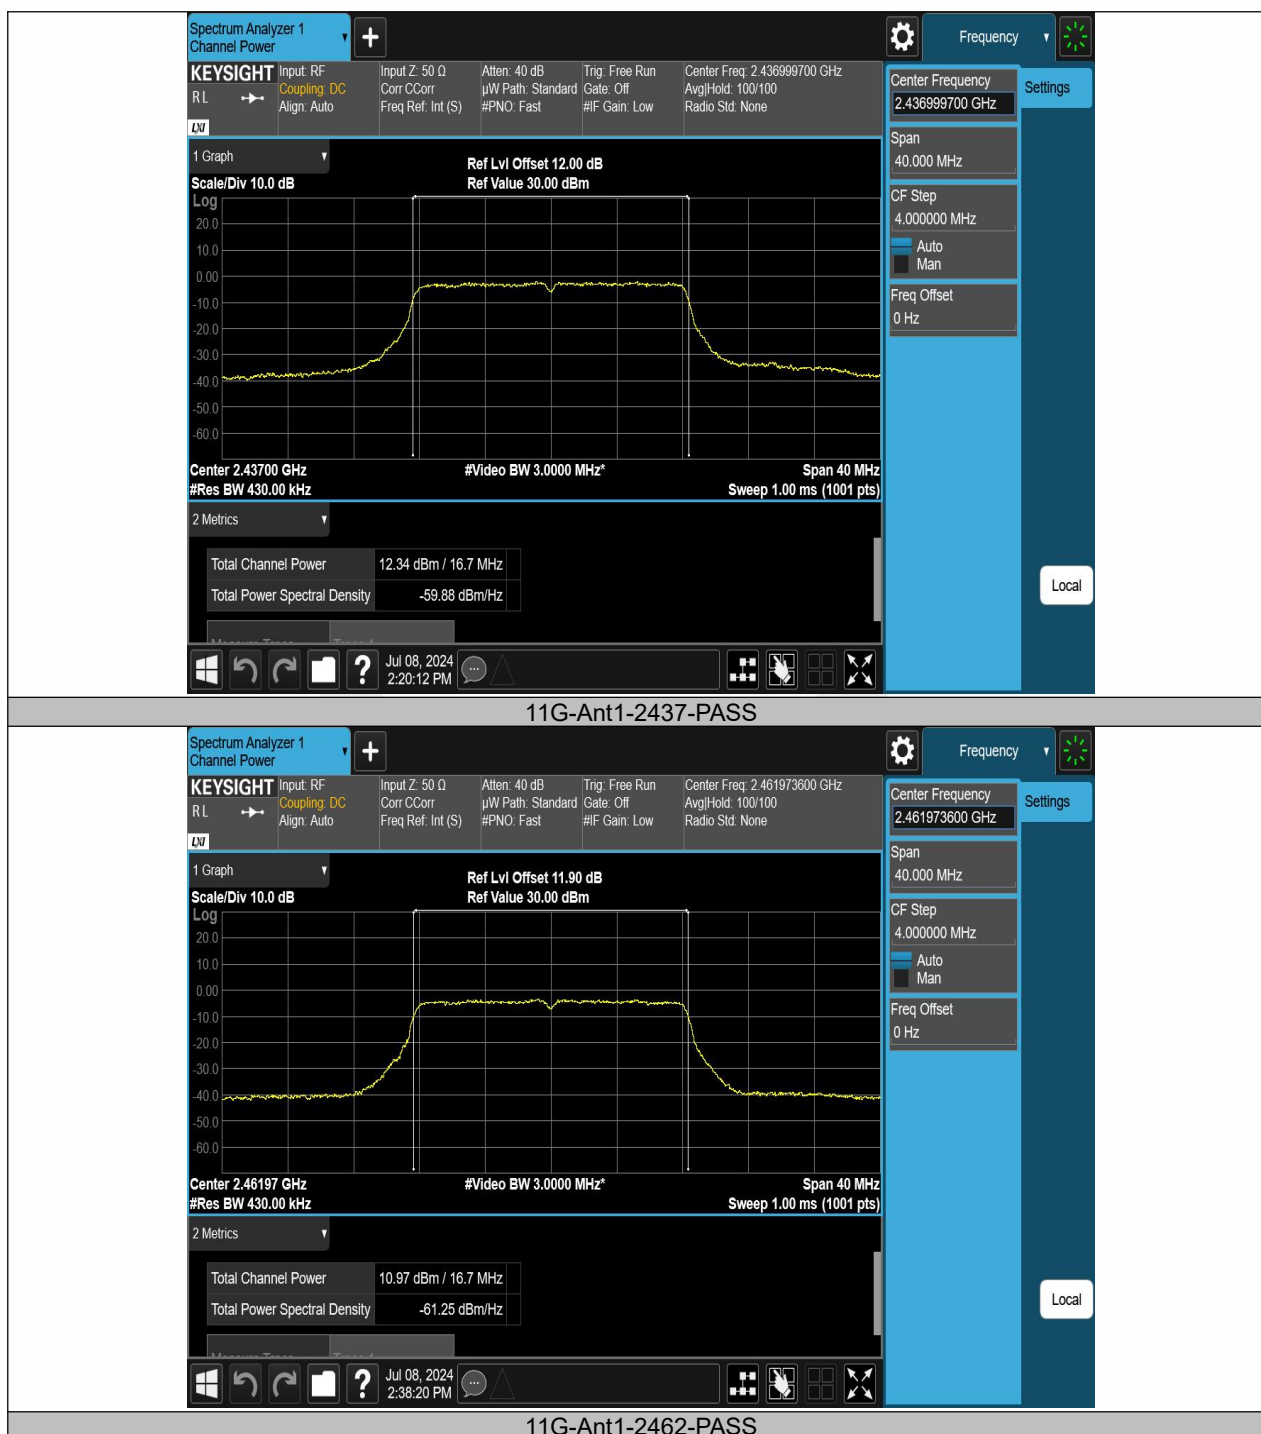 Spectrum Analyzer 1
Channel Power
+
Frequency
KEYSIGHT
R L
LXI
Input: RF
Coupling: DC
Align: Auto
Input Z: 50 Ω
Corr CCorr
Freq Ref: Int (S)
Atten: 40 dB
µW Path: Standard
#PNO: Fast
Trig: Free Run
Gate: Off
#IF Gain: Low
Center Freq: 2.436999700 GHz
Avg|Hold: 100/100
Radio Std: None
Center Frequency
2.436999700 GHz
Settings
Span
40.000 MHz
CF Step
4.000000 MHz
Auto
Man
Freq Offset
0 Hz
Local
1 Graph
Scale/Div 10.0 dB
Ref Lvl Offset 12.00 dB
Ref Value 30.00 dBm
Log
20.0
10.0
0.00
-10.0
-20.0
-30.0
-40.0
-50.0
-60.0
Center 2.43700 GHz
#Video BW 3.0000 MHz*
Span 40 MHz
#Res BW 430.00 kHz
Sweep 1.00 ms (1001 pts)
2 Metrics
Total Channel Power 12.34 dBm / 16.7 MHz
Total Power Spectral Density -59.88 dBm/Hz
?
Jul 08, 2024
2:20:12 PM
11G-Ant1-2437-PASS
Spectrum Analyzer 1
Channel Power
+
Frequency
KEYSIGHT
R L
LXI
Input: RF
Coupling: DC
Align: Auto
Input Z: 50 Ω
Corr CCorr
Freq Ref: Int (S)
Atten: 40 dB
µW Path: Standard
#PNO: Fast
Trig: Free Run
Gate: Off
#IF Gain: Low
Center Freq: 2.461973600 GHz
Avg|Hold: 100/100
Radio Std: None
Center Frequency
2.461973600 GHz
Settings
Span
40.000 MHz
CF Step
4.000000 MHz
Auto
Man
Freq Offset
0 Hz
Local
1 Graph
Scale/Div 10.0 dB
Ref Lvl Offset 11.90 dB
Ref Value 30.00 dBm
Log
20.0
10.0
0.00
-10.0
-20.0
-30.0
-40.0
-50.0
-60.0
Center 2.46197 GHz
#Video BW 3.0000 MHz*
Span 40 MHz
#Res BW 430.00 kHz
Sweep 1.00 ms (1001 pts)
2 Metrics
Total Channel Power 10.97 dBm / 16.7 MHz
Total Power Spectral Density -61.25 dBm/Hz
?
Jul 08, 2024
2:38:20 PM
11G-Ant1-2462-PASS